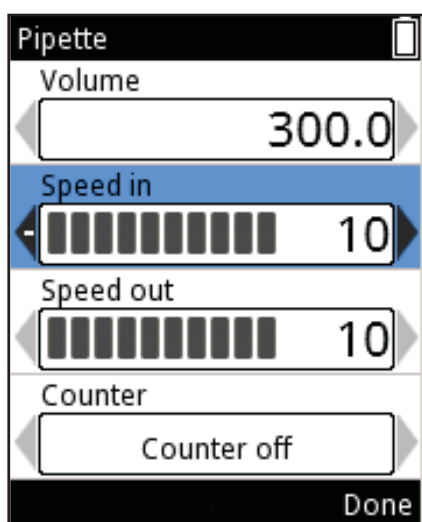 Pipette
Volume
300.0
Speed in
- 10
Speed out
10
Counter
Counter off
Done